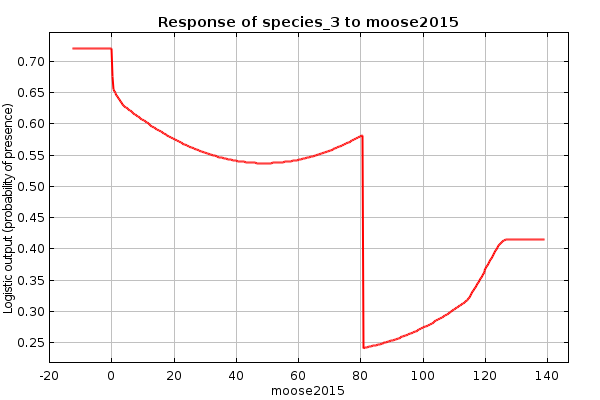 Response of species_3 to moose2015
Logistic output (probability of presence)
0.70
0.65
0.60
0.55
0.50
0.45
0.40
0.35
0.30
0.25
-20 0 20 40 60 80 100 120 140
moose2015